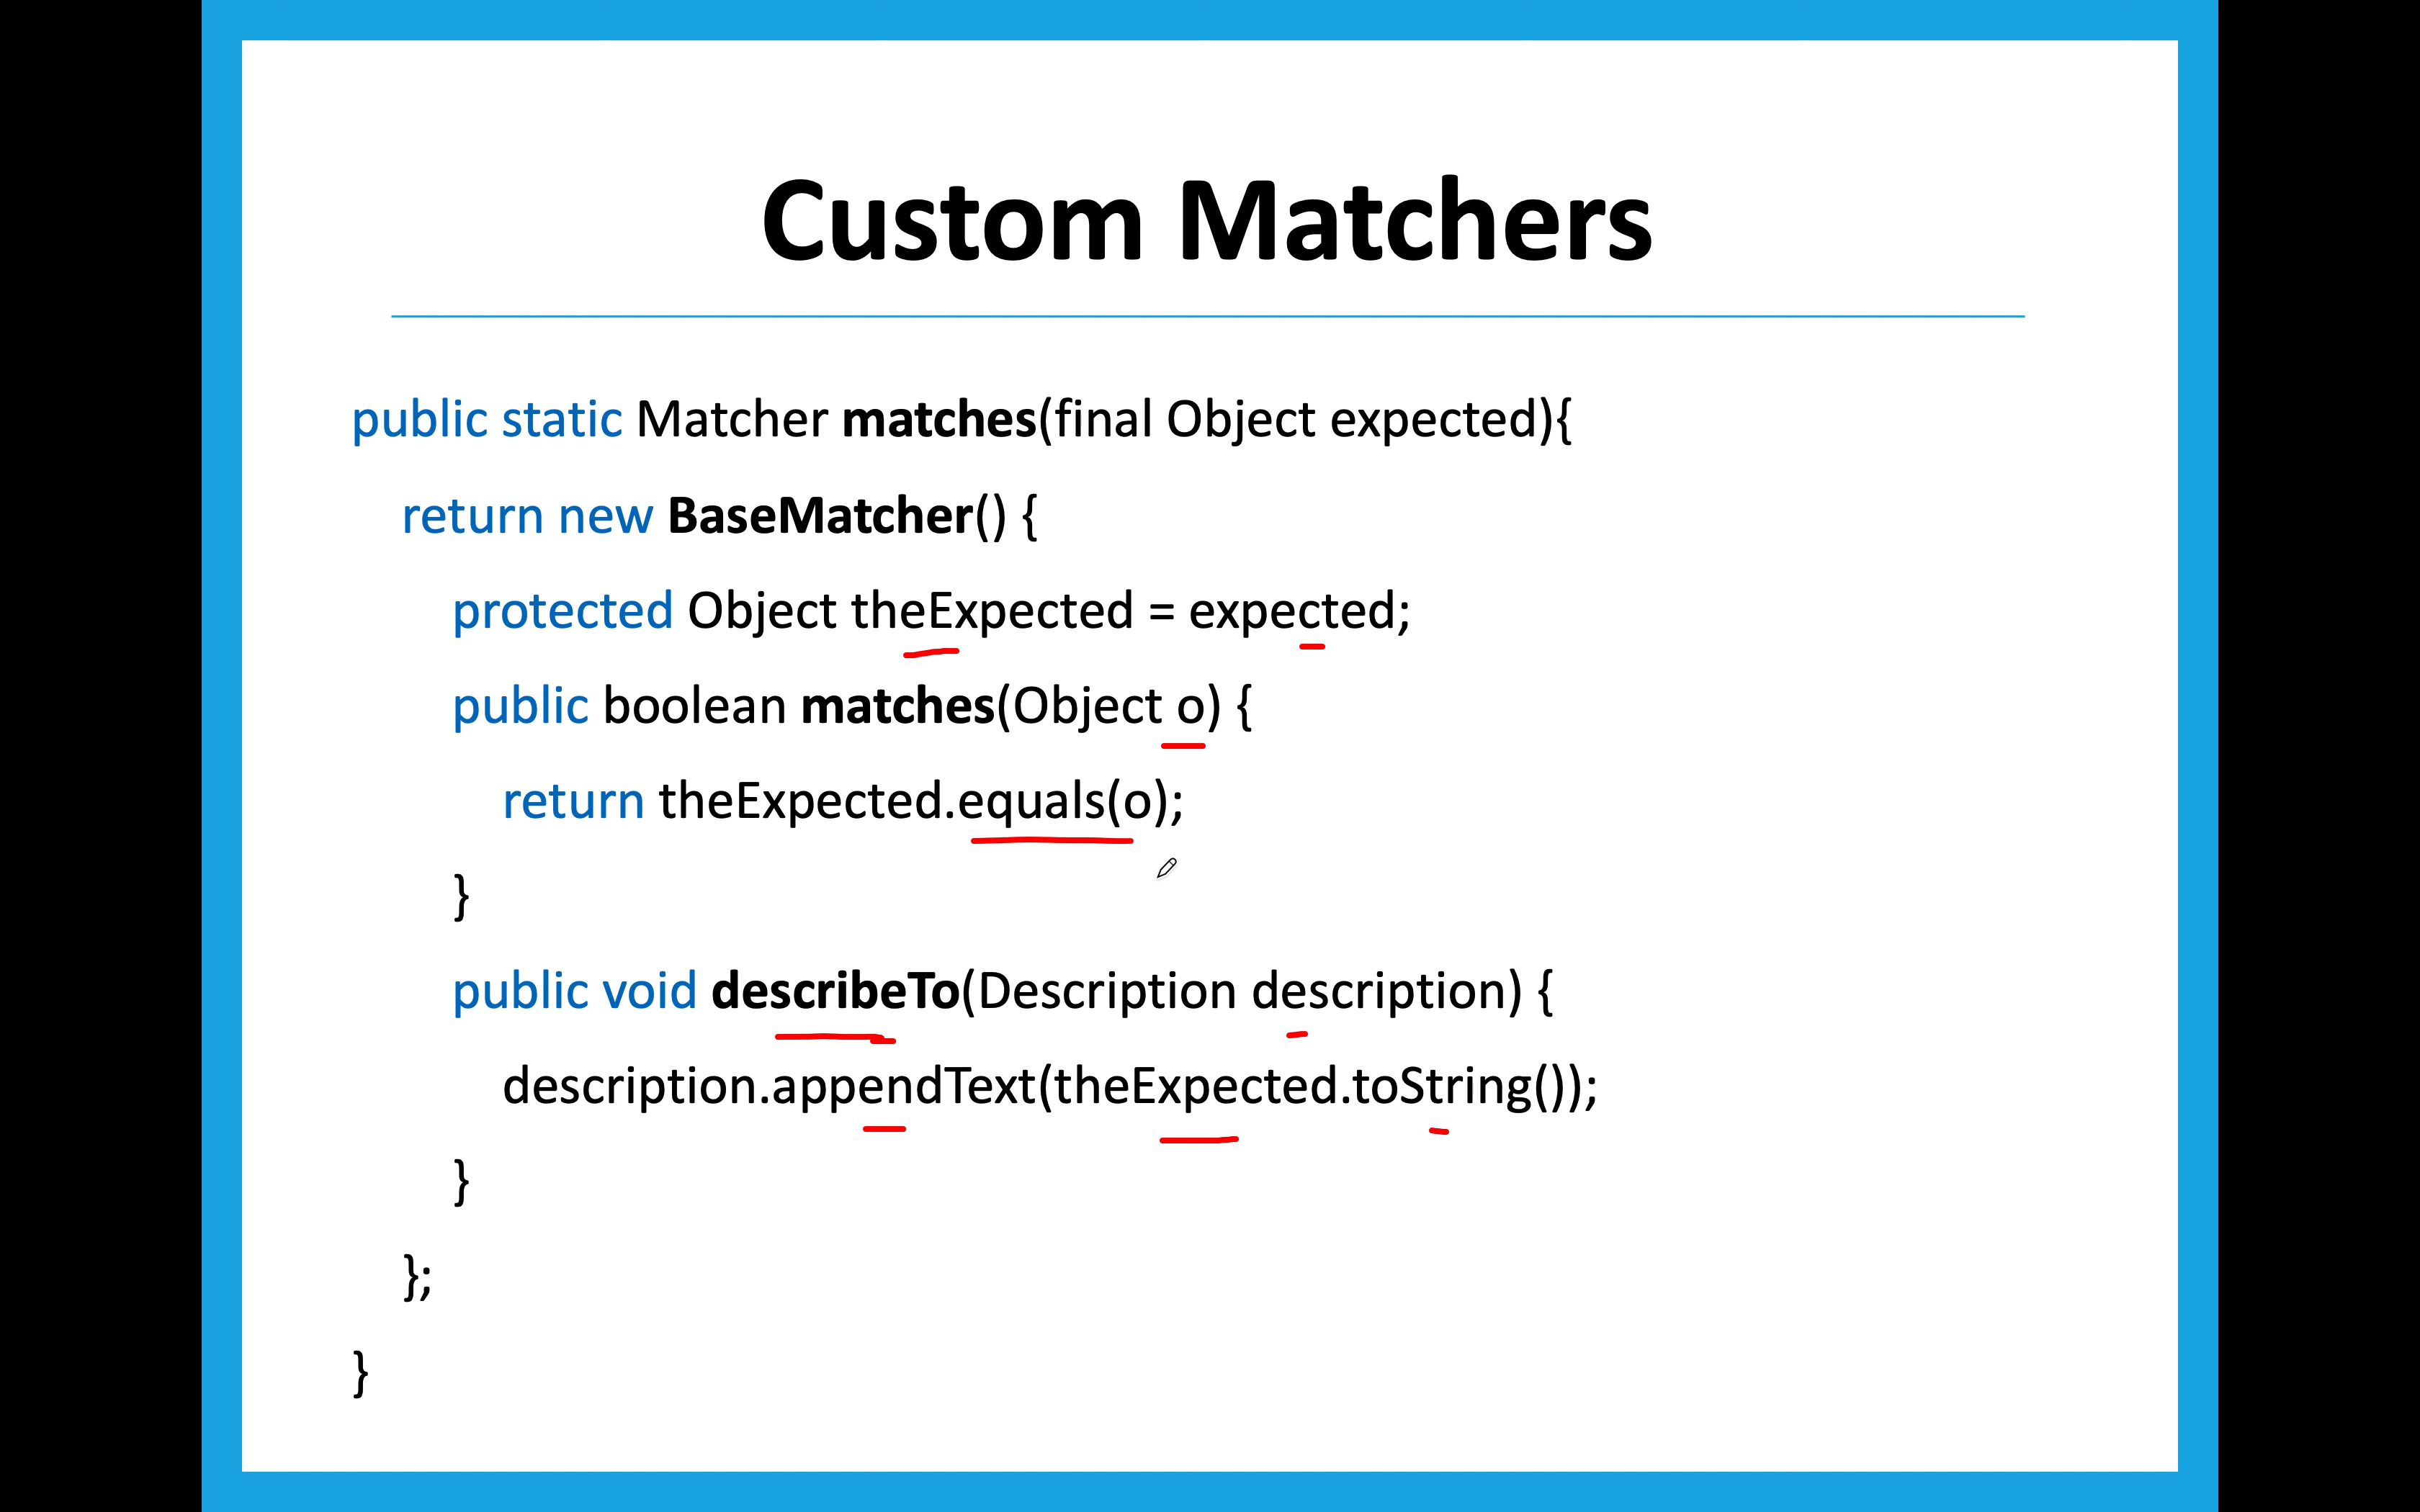 Custom Matchers
public static Matcher matches(final Object expected){
return new BaseMatcher() {
protected Object theExpected = expected;
public boolean matches(Object o) {
return theExpected.equals(o);
}
public void describeTo(Description description) {
description.appendText(theExpected.toString());
}
};
}